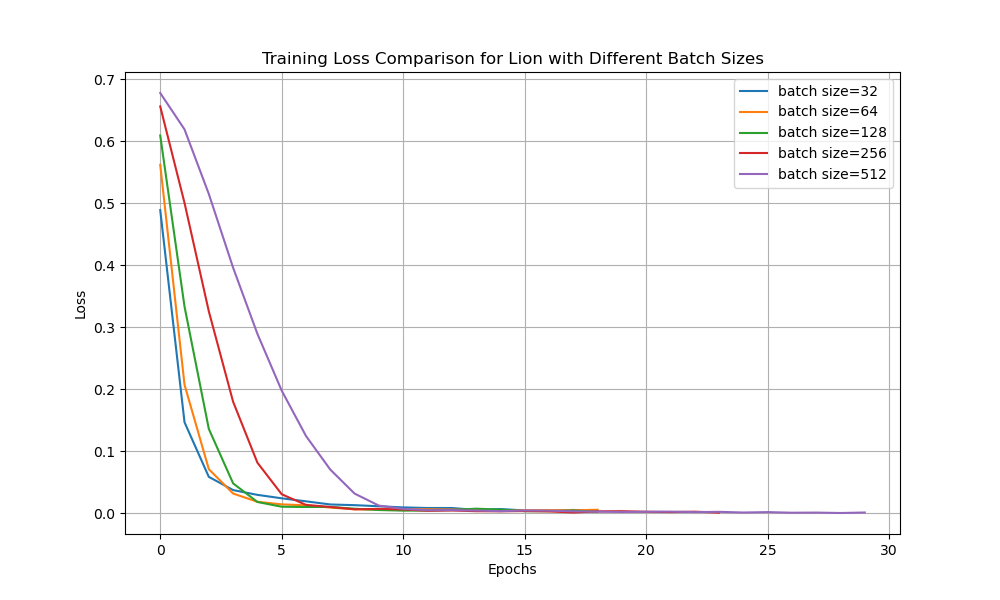 Training Loss Comparison for Lion with Different Batch Sizes
batch size=32
batch size=64
batch size=128
batch size=256
batch size=512
0.7
0.6
0.5
0.4
0.3
0.2
0.1
0.0
Loss
0 5 10 15 20 25 30
Epochs